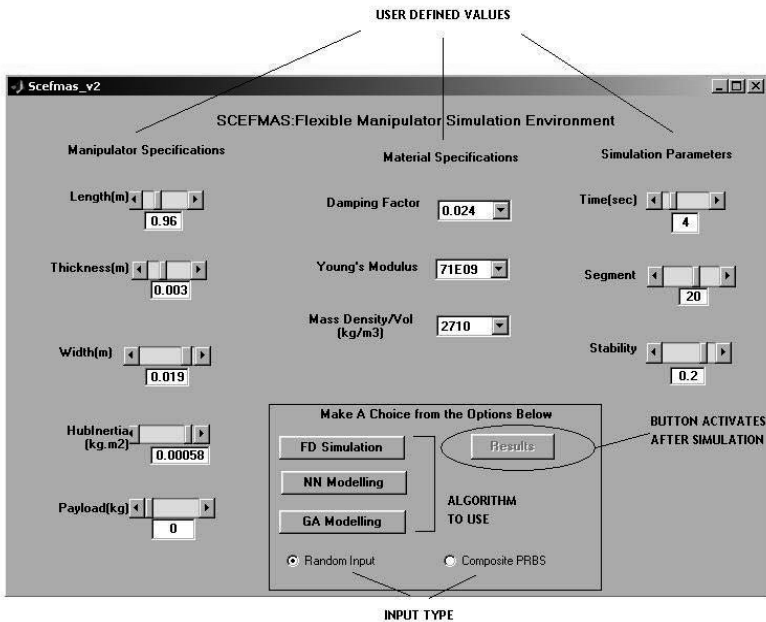 USER DEFINED VALUES
Scefmas_v2
SCEFMAS:Flexible Manipulator Simulation Environment
Manipulator Specifications
Length(m)
0.96
Thickness(m)
0.003
Width(m)
0.019
HubInertia
(kg.m2)
0.00058
Payload(kg)
0
Material Specifications
Damping Factor
0.024
Young's Modulus
71E09
Mass Density/Vol
(kg/m3)
2710
Simulation Parameters
Time(sec)
4
Segment
20
Stability
0.2
Make A Choice from the Options Below
FD Simulation
NN Modelling
GA Modelling
Results
ALGORITHM
TO USE
Random Input
Composite PRBS
BUTTON ACTIVATES
AFTER SIMULATION
INPUT TYPE